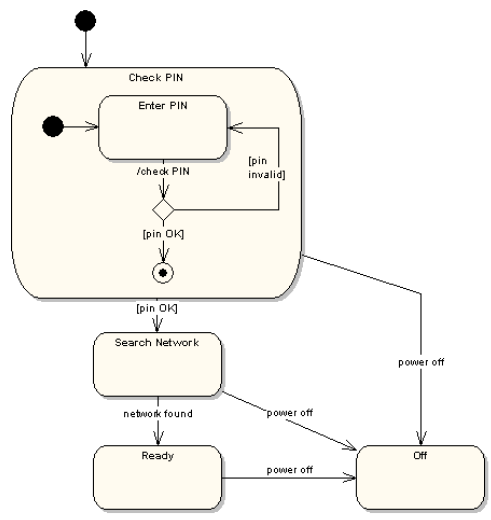 Check PIN
Enter PIN
/check PIN
[pin
invalid]
[pin OK]
[pin OK]
Search Network
power off
network found
power off
Ready
Off
power off